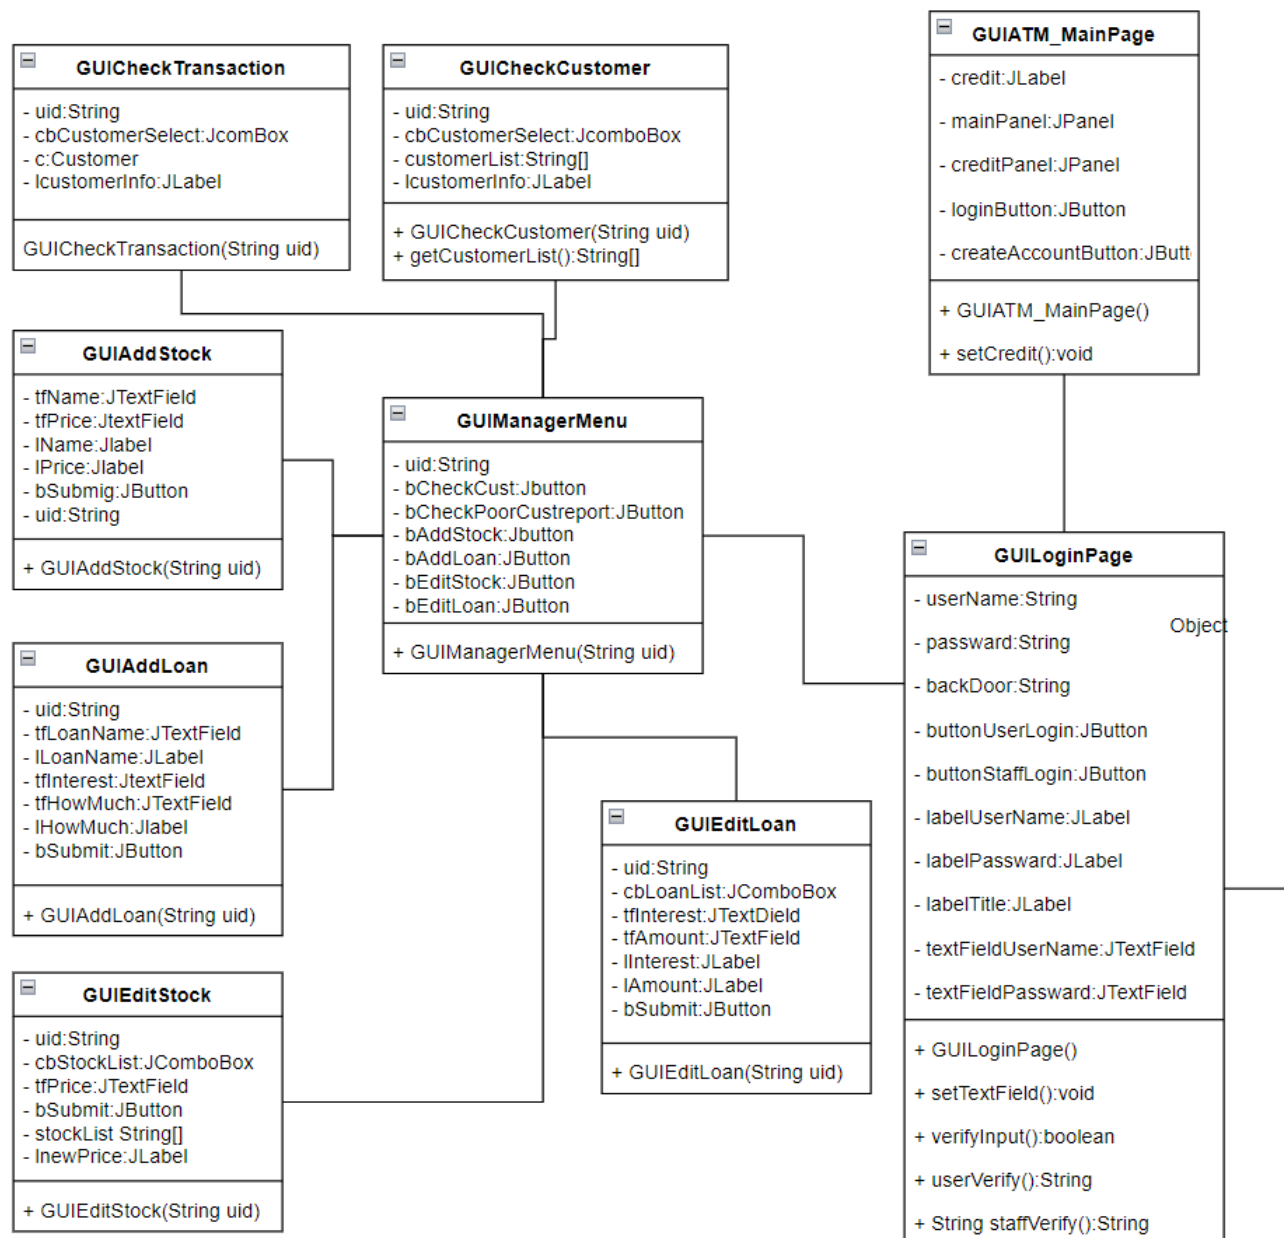 GUICheckTransaction
- uid:String
- cbCustomerSelect:JcomBox
- c:Customer
- lcustomerInfo:JLabel
GUICheckTransaction(String uid)
GUICheckCustomer
- uid:String
- cbCustomerSelect:JcomboBox
- customerList:String[]
- lcustomerInfo:JLabel
+ GUICheckCustomer(String uid)
+ getCustomerList():String[]
GUIATM_MainPage
- credit:JLabel
- mainPanel:JPanel
- creditPanel:JPanel
- loginButton:JButton
- createAccountButton:JButt
+ GUIATM_MainPage()
+ setCredit():void
GUIAddStock
- tfName:JTextField
- tfPrice:JtextField
- lName:Jlabel
- lPrice:Jlabel
- bSubmig:JButton
- uid:String
+ GUIAddStock(String uid)
GUIManagerMenu
- uid:String
- bCheckCust:Jbutton
- bCheckPoorCustreport:JButton
- bAddStock:Jbutton
- bAddLoan:JButton
- bEditStock:JButton
- bEditLoan:JButton
+ GUIManagerMenu(String uid)
GUIAddLoan
- uid:String
- tfLoanName:JTextField
- lLoanName:JLabel
- tfInterest:JtextField
- tfHowMuch:JTextField
- lHowMuch:Jlabel
- bSubmit:JButton
+ GUIAddLoan(String uid)
GUIEditLoan
- uid:String
- cbLoanList:JComboBox
- tfInterest:JTextDield
- tfAmount:JTextField
- lInterest:JLabel
- lAmount:JLabel
- bSubmit:JButton
+ GUIEditLoan(String uid)
GUIEditStock
- uid:String
- cbStockList:JComboBox
- tfPrice:JTextField
- bSubmit:JButton
- stockList String[]
- lnewPrice:JLabel
+ GUIEditStock(String uid)
GUILoginPage
- userName:String
Object
- passward:String
- backDoor:String
- buttonUserLogin:JButton
- buttonStaffLogin:JButton
- labelUserName:JLabel
- labelPassward:JLabel
- labelTitle:JLabel
- textFieldUserName:JTextField
- textFieldPassward:JTextField
+ GUILoginPage()
+ setTextField():void
+ verifyInput():boolean
+ userVerify():String
+ String staffVerify():String